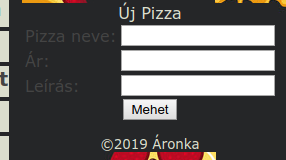 Új Pizza
Pizza neve:
Ár:
Leírás:
Mehet
©2019 Áronka